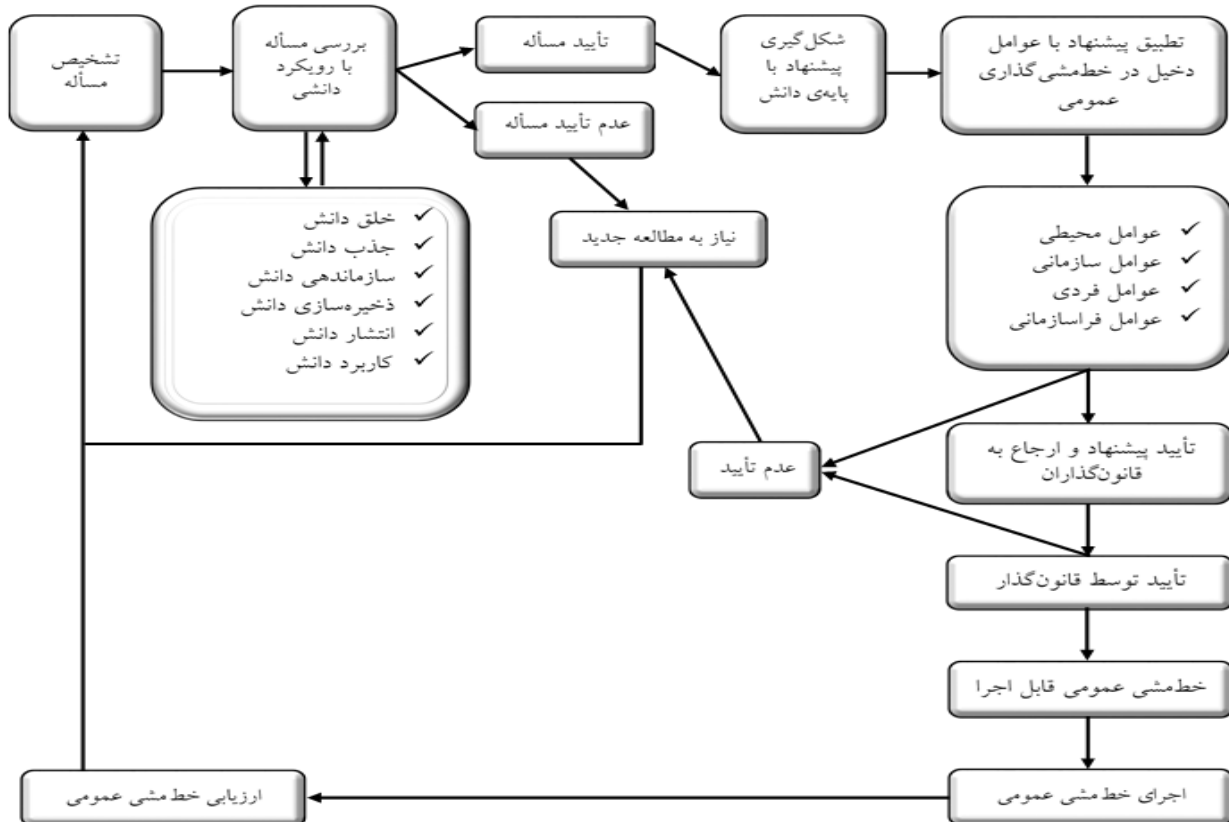 تشخیص
مسأله
بررسی مسأله
با رویکرد
دانشی
تأیید مسأله
عدم تأیید مسأله
شکل‌گیری
پیشنهاد با
پایه‌ی دانش
تطبیق پیشنهاد با عوامل
دخیل در خط‌مشی‌گذاری
عمومی
✓ خلق دانش
✓ جذب دانش
✓ سازماندهی دانش
✓ ذخیره‌سازی دانش
✓ انتشار دانش
✓ کاربرد دانش
نیاز به مطالعه جدید
✓ عوامل محیطی
✓ عوامل سازمانی
✓ عوامل فردی
✓ عوامل فراسازمانی
عدم تأیید
تأیید پیشنهاد و ارجاع به
قانون‌گذاران
تأیید توسط قانون‌گذار
خط‌مشی عمومی قابل اجرا
اجرای خط‌مشی عمومی
ارزیابی خط‌مشی عمومی